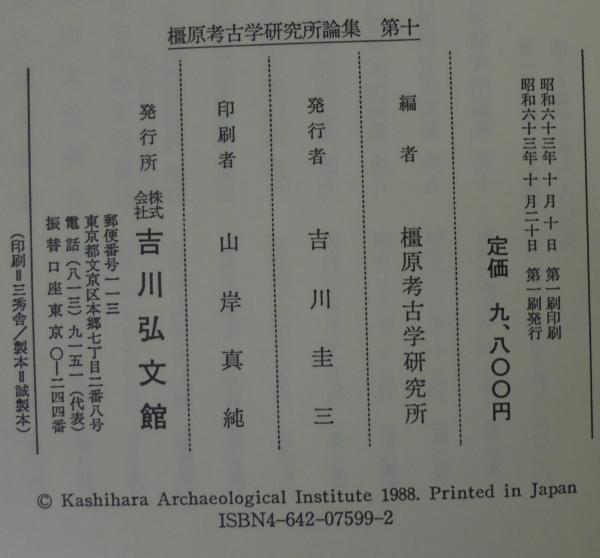 橿原考古学研究所論集　第十
昭和六十三年 十 月 十 日　第一刷印刷
昭和六十三年 十 月二十日　第一刷発行
定価　九、八〇〇円
編　者　橿原考古学研究所
発行者　吉　川　圭　三
印刷者　山　岸　真　純
発行所　株式会社　吉川弘文館
郵便番号一一三
東京都文京区本郷七丁目二番八号
電話（八一三）九一五一（代表）
振替口座東京〇―二四四番
（印刷＝三秀舎／製本＝誠製本）
© Kashihara Archaeological Institute 1988. Printed in Japan
ISBN4-642-07599-2